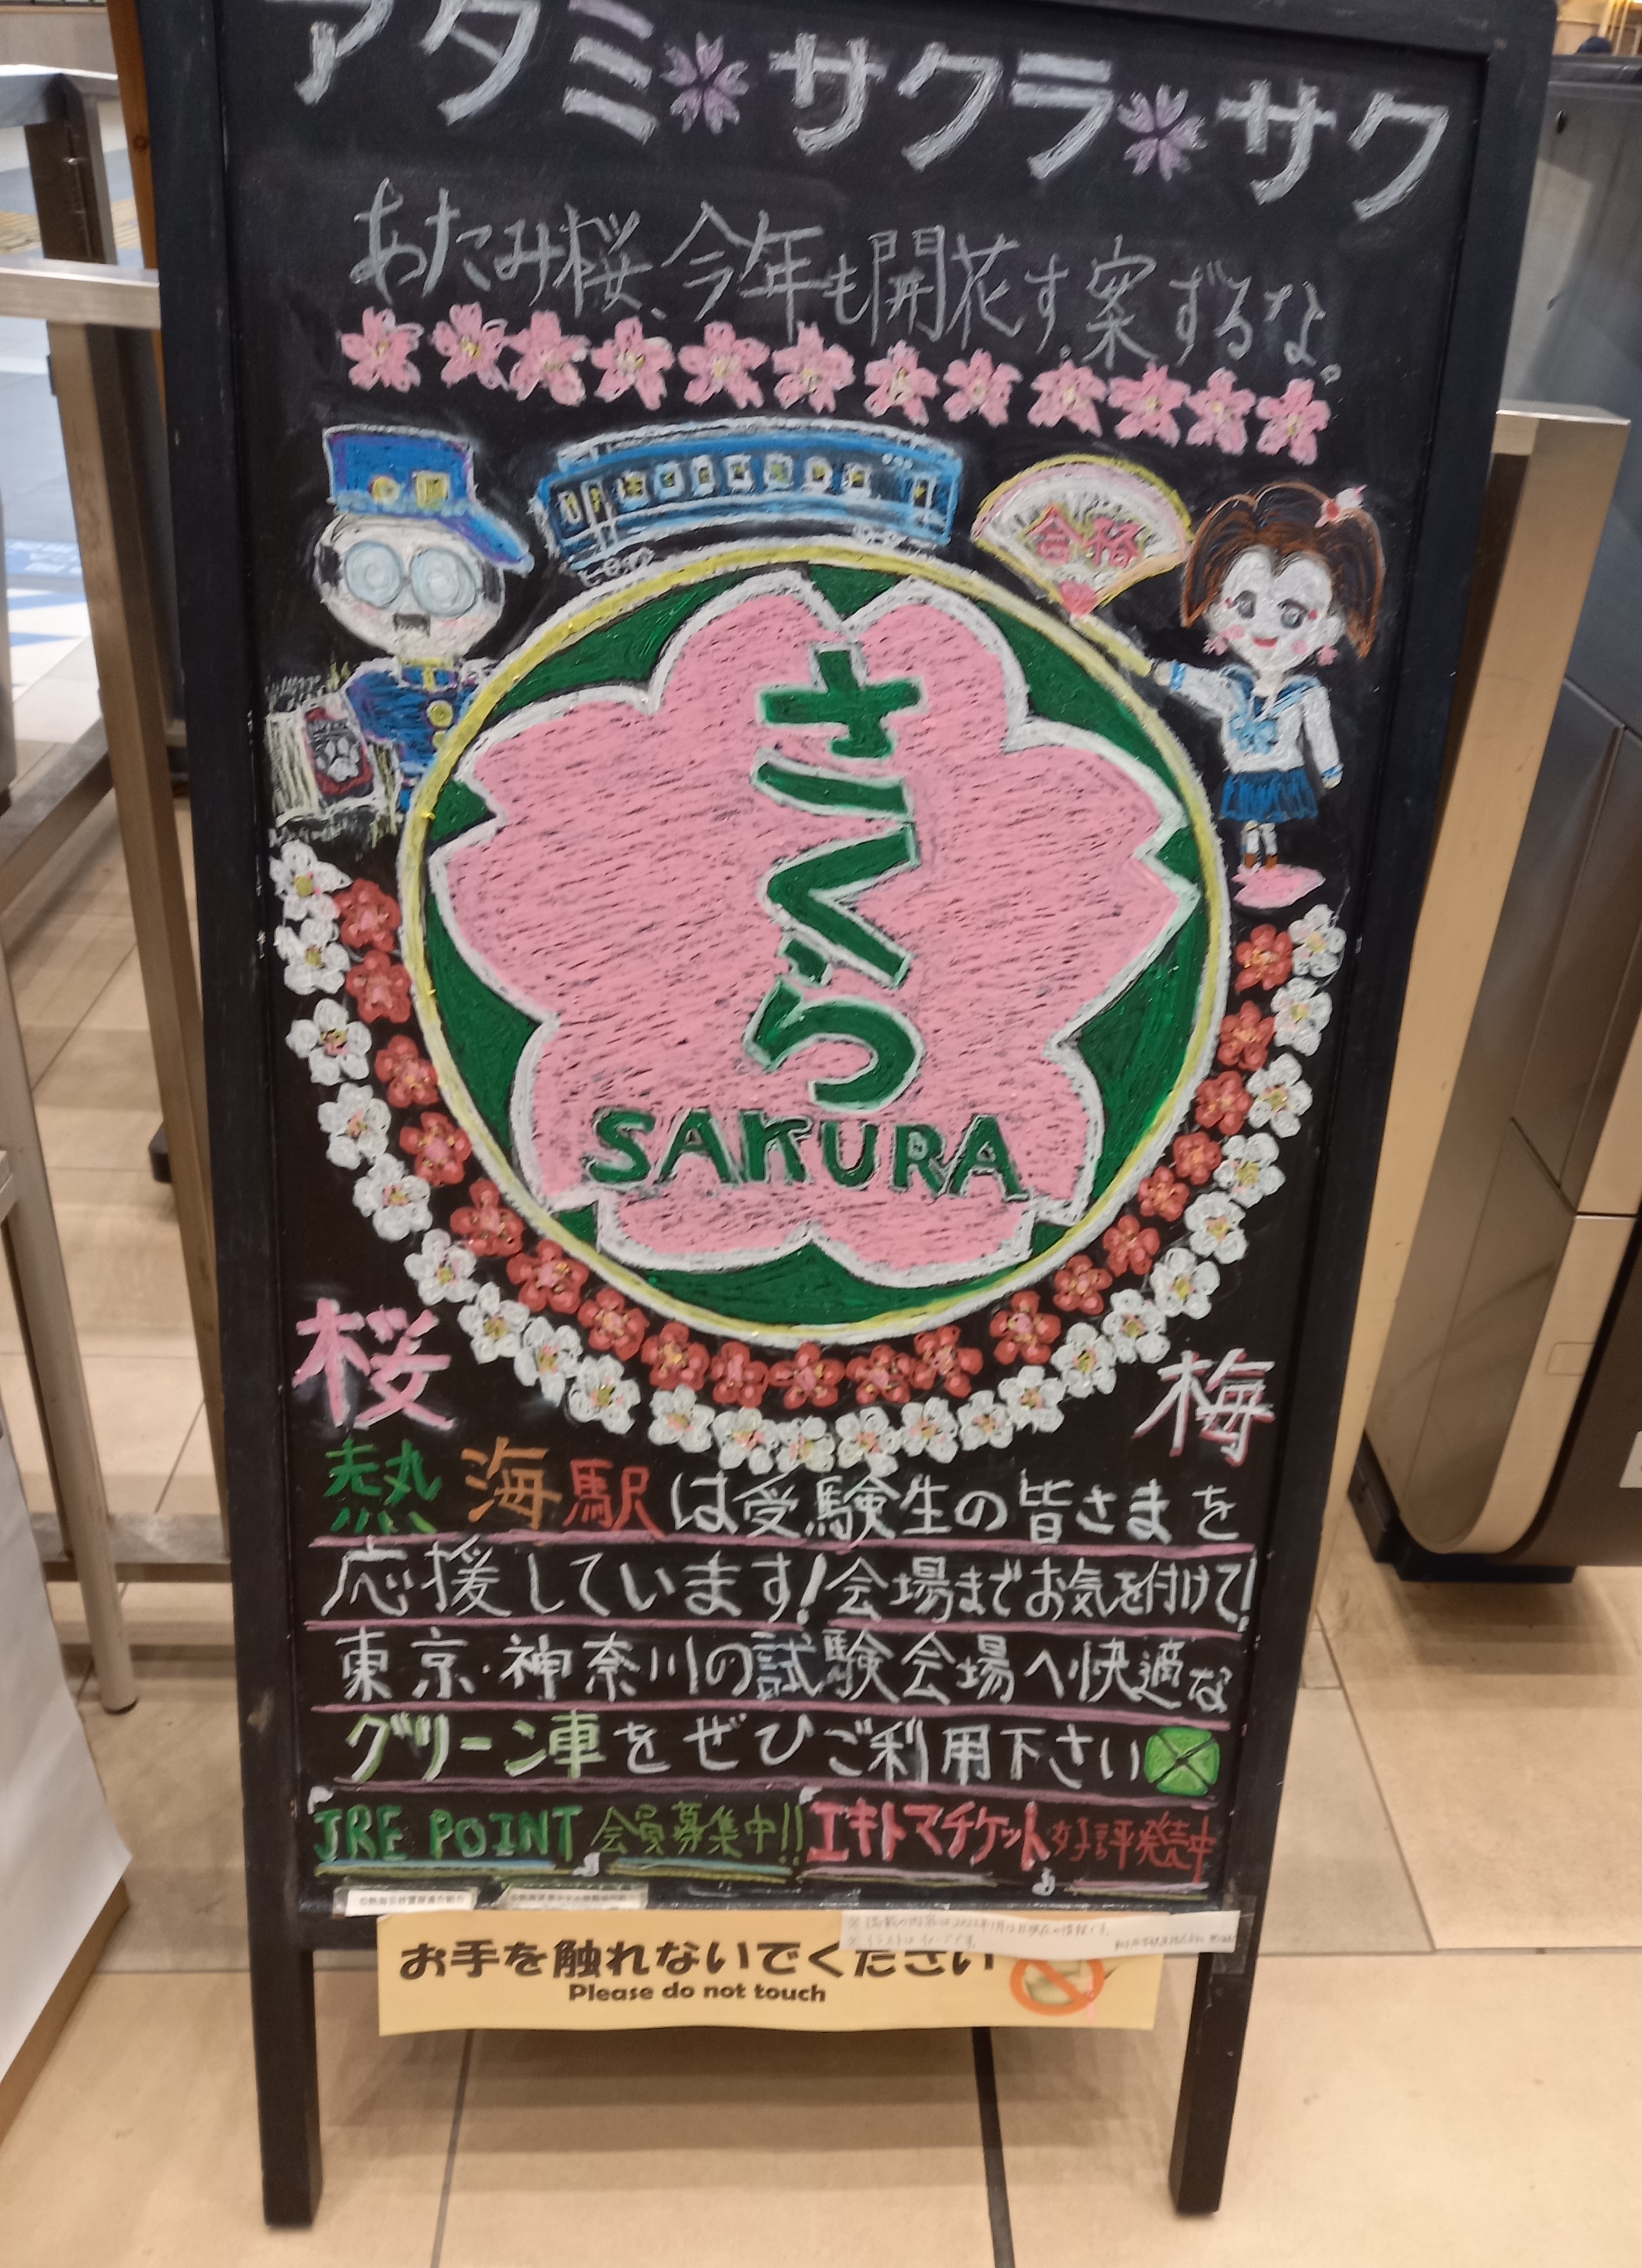 アタミ サクラ サク
あたみ桜、今年も開花す。案ずるな。
合格
さくら
SAKURA
桜
梅
熱海駅は受験生の皆さまを
応援しています!会場までお気を付けて!
東京・神奈川の試験会場へ快適な
グリーン車をぜひご利用下さい
JRE POINT 会員募集中!! エキトマチケット好評発売中
お手を触れないでください
Please do not touch